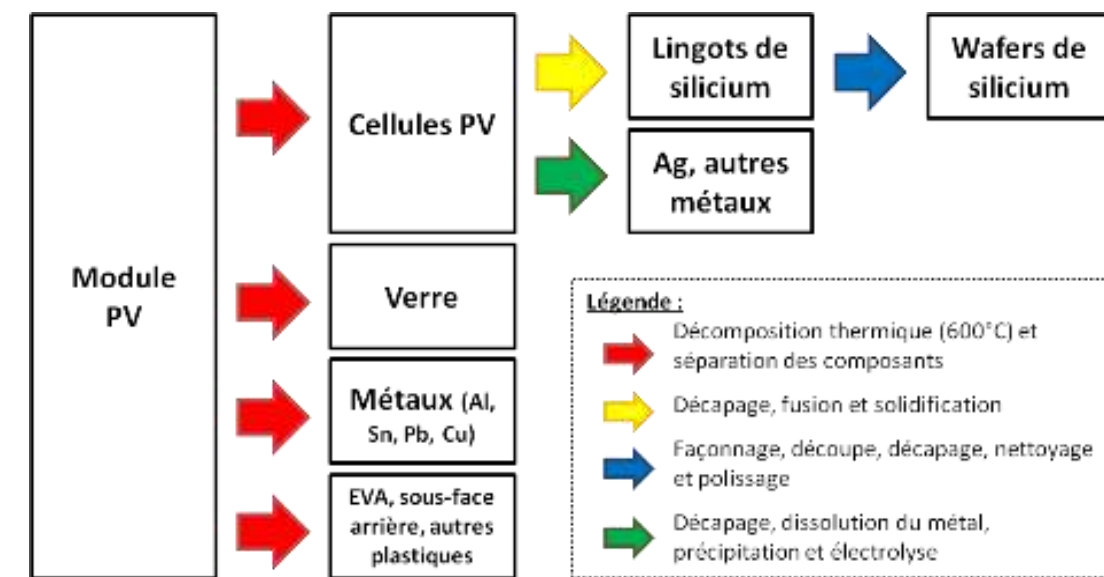 Module
PV
Cellules PV
Lingots de
silicium
Wafers de
silicium
Ag, autres
métaux
Verre
Métaux (Al,
Sn, Pb, Cu)
EVA, sous-face
arrière, autres
plastiques
Légende :
Décomposition thermique (600°C) et
séparation des composants
Décapage, fusion et solidification
Façonnage, découpe, décapage, nettoyage
et polissage
Décapage, dissolution du métal,
précipitation et électrolyse